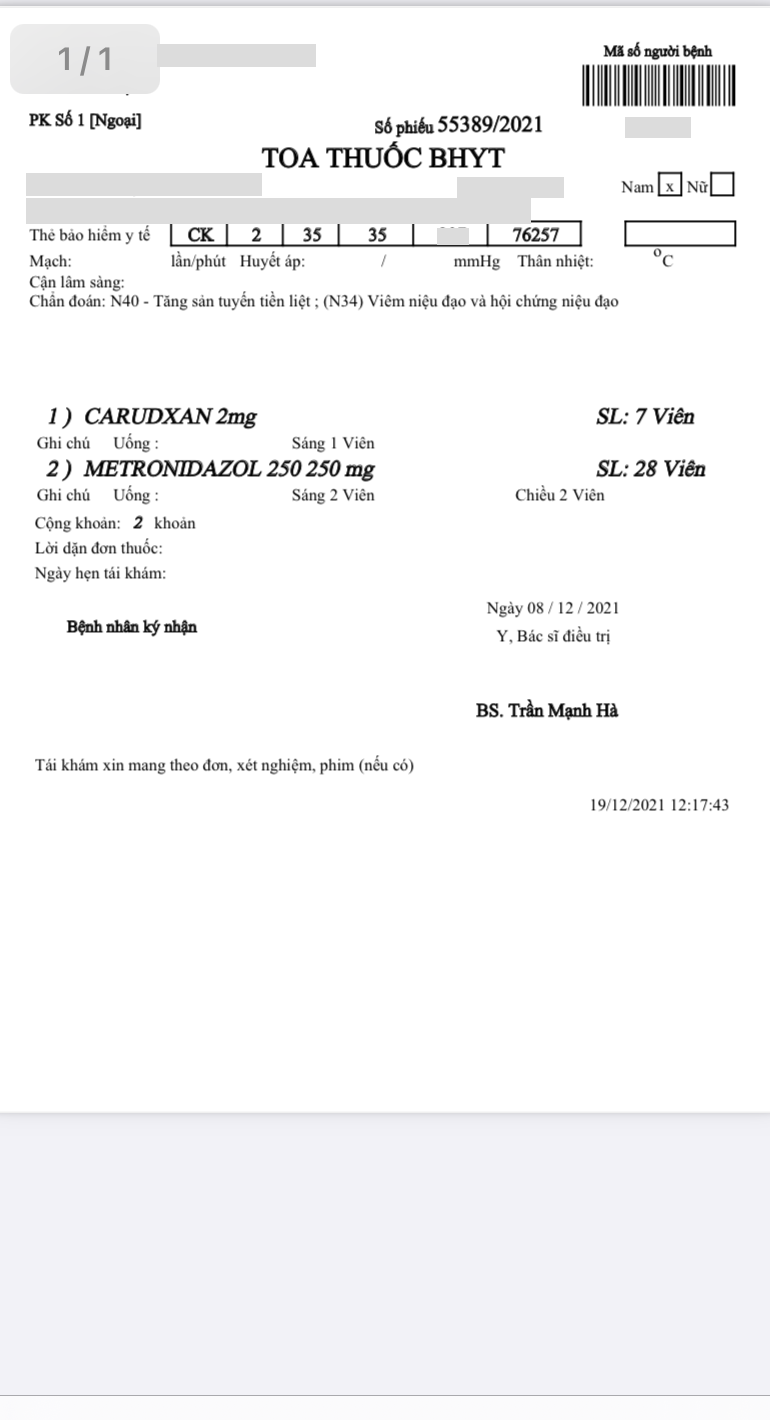 1/1
Mã số người bệnh
PK Số 1 [Ngoại]
Số phiếu 55389/2021
TOA THUỐC BHYT
Nam x Nữ
Thẻ bảo hiểm y tế CK 2 35 35 76257
Mạch: lần/phút Huyết áp: / mmHg Thân nhiệt: °C
Cận lâm sàng:
Chẩn đoán: N40 - Tăng sản tuyến tiền liệt ; (N34) Viêm niệu đạo và hội chứng niệu đạo
1 ) CARUDXAN 2mg SL: 7 Viên
Ghi chú Uống : Sáng 1 Viên
2 ) METRONIDAZOL 250 250 mg SL: 28 Viên
Ghi chú Uống : Sáng 2 Viên Chiều 2 Viên
Cộng khoản: 2 khoản
Lời dặn đơn thuốc:
Ngày hẹn tái khám:
Ngày 08 / 12 / 2021
Bệnh nhân ký nhận
Y, Bác sĩ điều trị
BS. Trần Mạnh Hà
Tái khám xin mang theo đơn, xét nghiệm, phim (nếu có)
19/12/2021 12:17:43